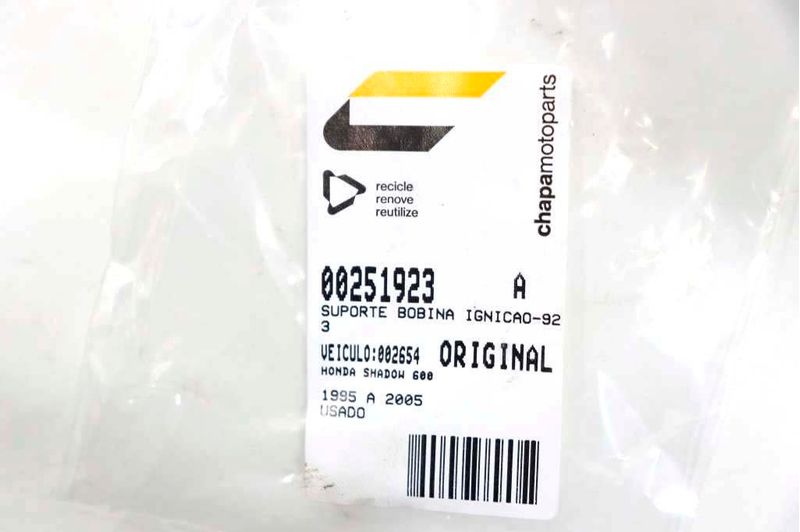 chapamotoparts
recicle
renove
reutilize
00251923 A
SUPORTE BOBINA IGNICAO-92
3
VEICULO:002654 ORIGINAL
HONDA SHADOW 600
1995 A 2005
USADO